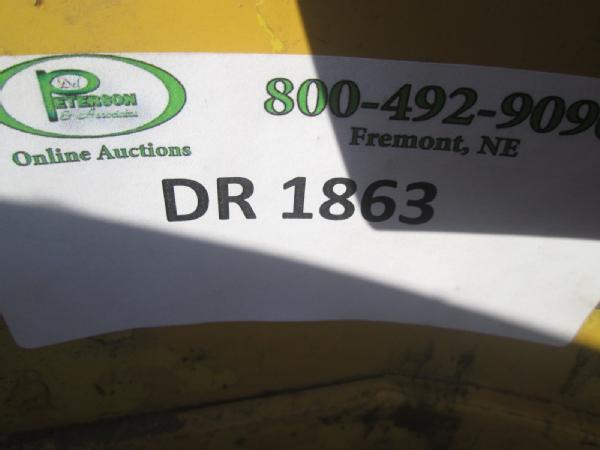 Del
PETERSON
& Associates
Online Auctions
800-492-909
Fremont, NE
DR 1863